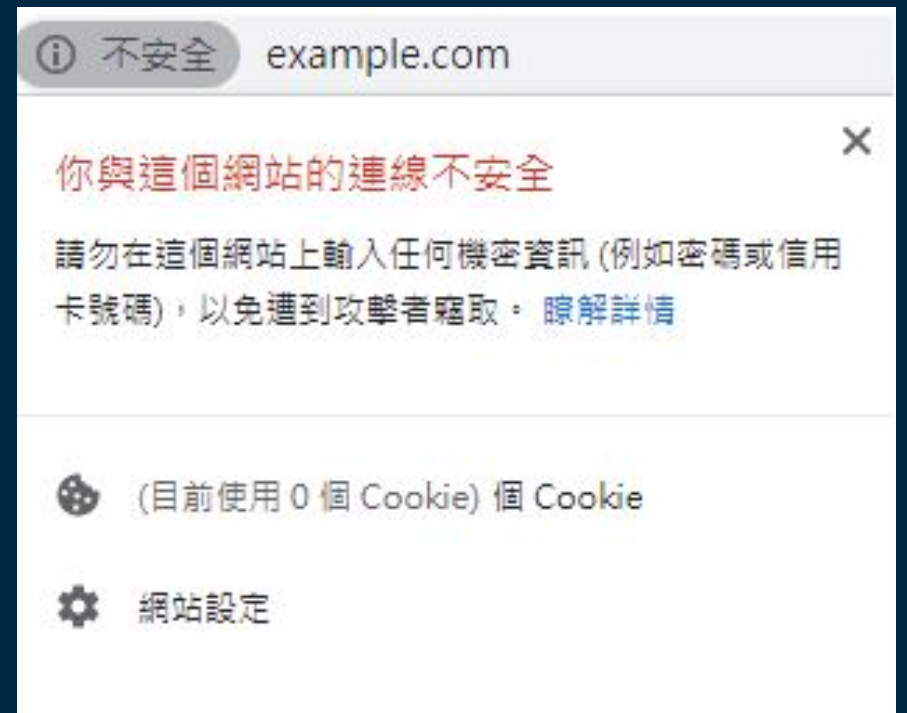 不安全 example.com
你與這個網站的連線不安全
請勿在這個網站上輸入任何機密資訊 (例如密碼或信用
卡號碼)，以免遭到攻擊者竊取。 瞭解詳情
(目前使用 0 個 Cookie) 個 Cookie
網站設定